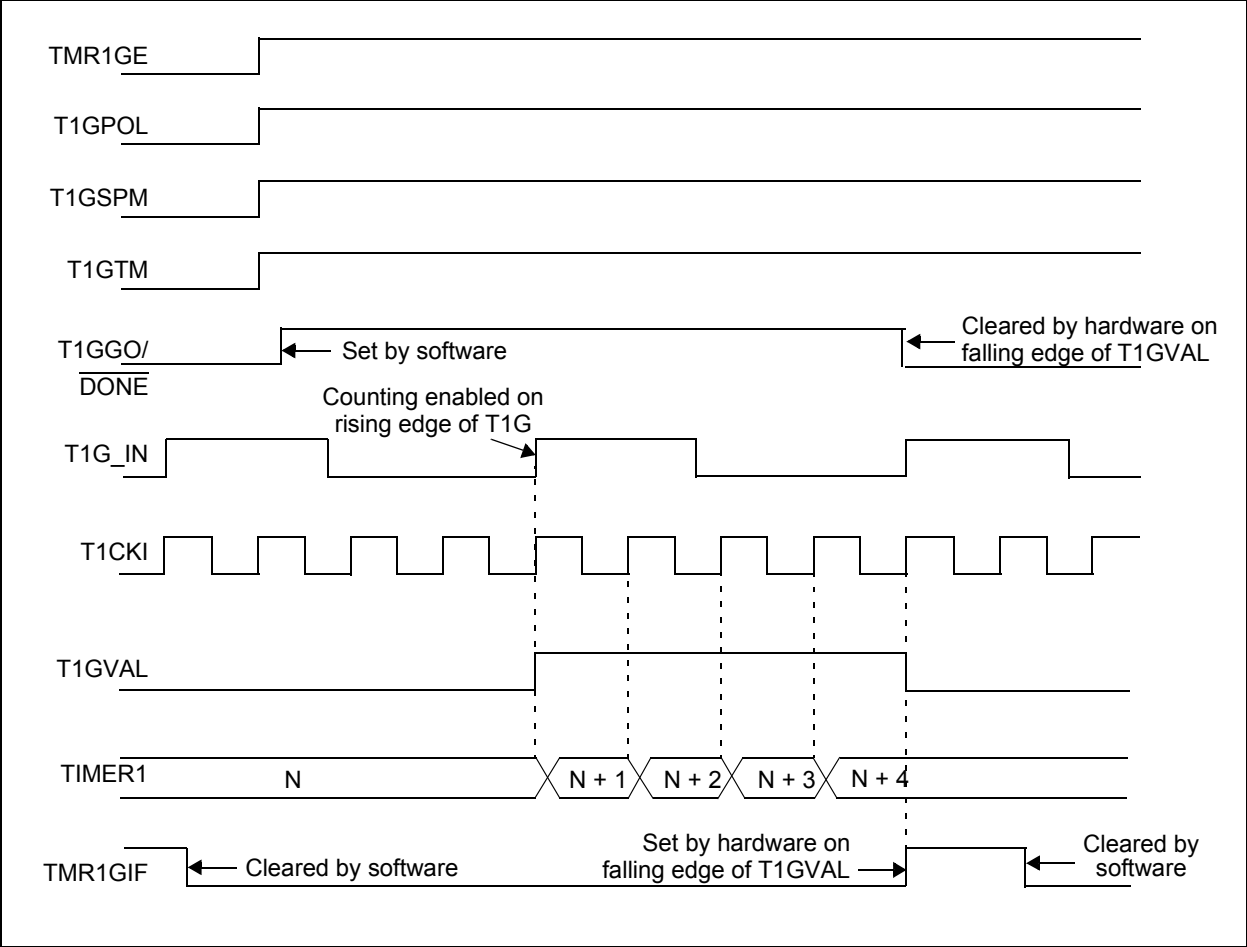 TMR1GE
T1GPOL
T1GSPM
T1GTM
T1GGO/
DONE
Set by software
Cleared by hardware on
falling edge of T1GVAL
Counting enabled on
rising edge of T1G
T1G_IN
T1CKI
T1GVAL
TIMER1
N
N + 1
N + 2
N + 3
N + 4
TMR1GIF
Cleared by software
Set by hardware on
falling edge of T1GVAL
Cleared by
software